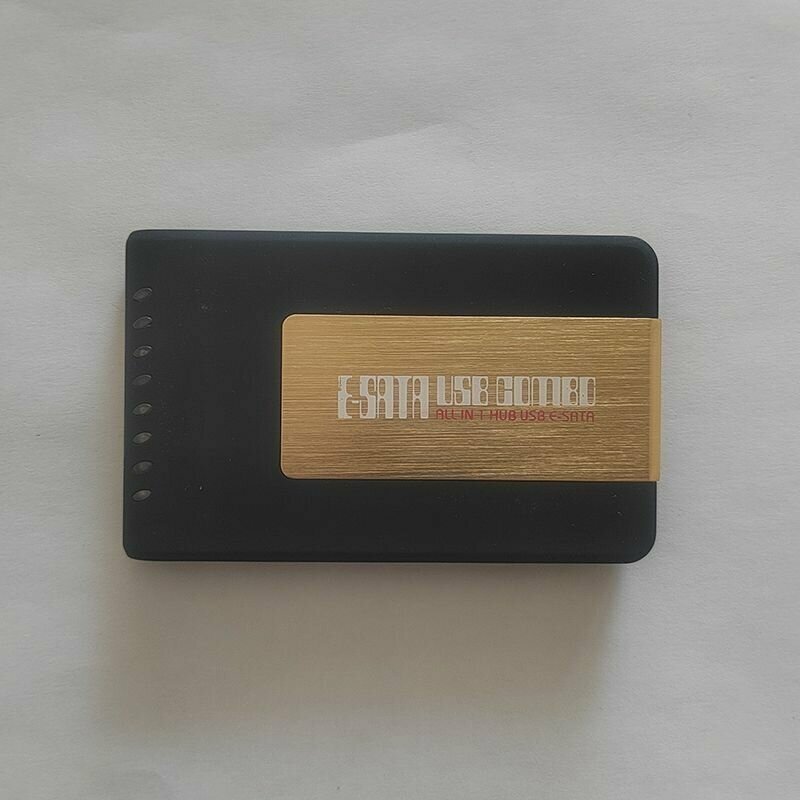 E-SATA USB COMBO
ALL IN 1 HUB USB E-SATA